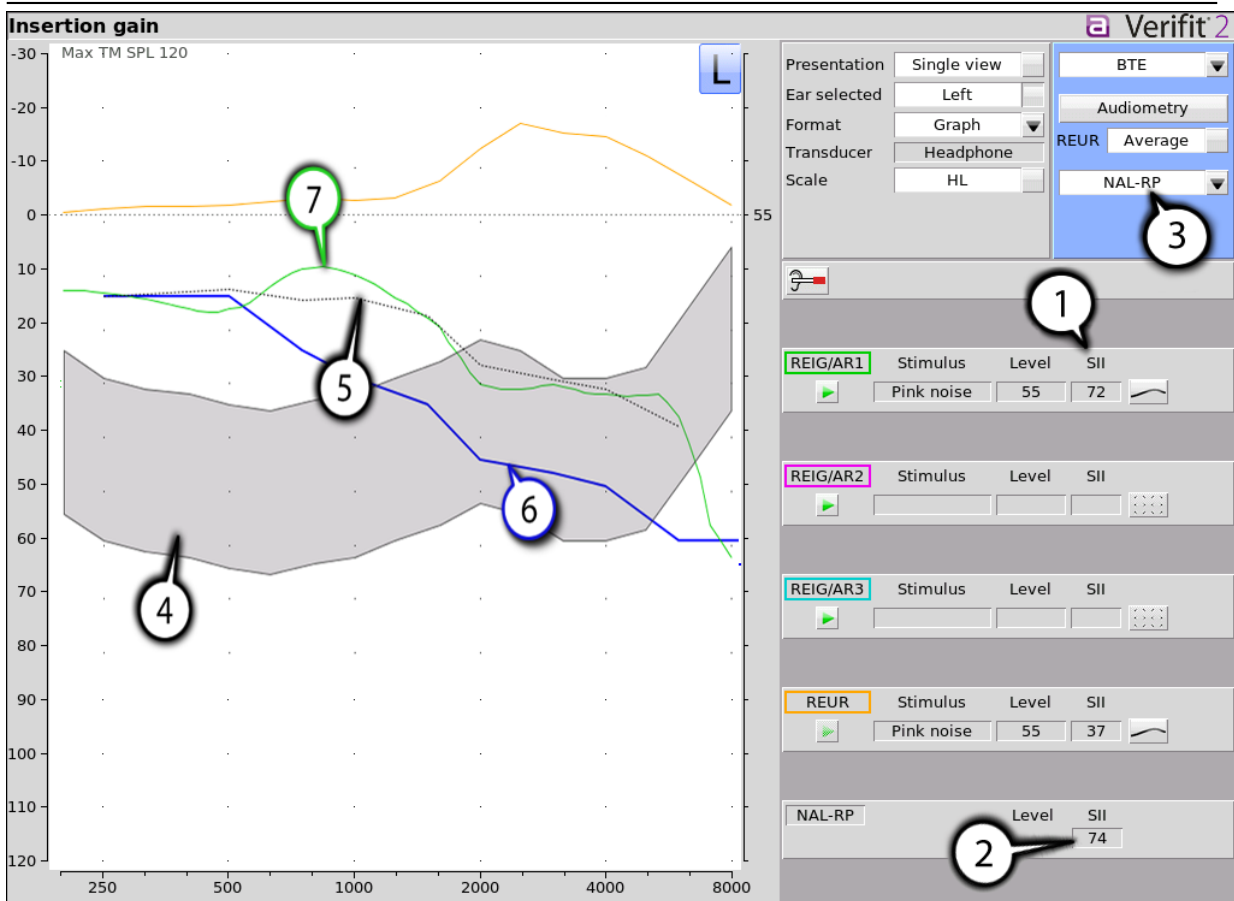 Insertion gain
a Verifit 2
Max TM SPL 120
L
-30
-20
-10
0
10
20
30
40
50
60
70
80
90
100
110
120
55
250 500 1000 2000 4000 8000
7
5
6
4
Presentation Single view
Ear selected Left
Format Graph
Transducer Headphone
Scale HL
BTE
Audiometry
REUR Average
NAL-RP
3
1
REIG/AR1 Stimulus Level SII
Pink noise 55 72
REIG/AR2 Stimulus Level SII
REIG/AR3 Stimulus Level SII
REUR Stimulus Level SII
Pink noise 55 37
NAL-RP Level SII
74
2